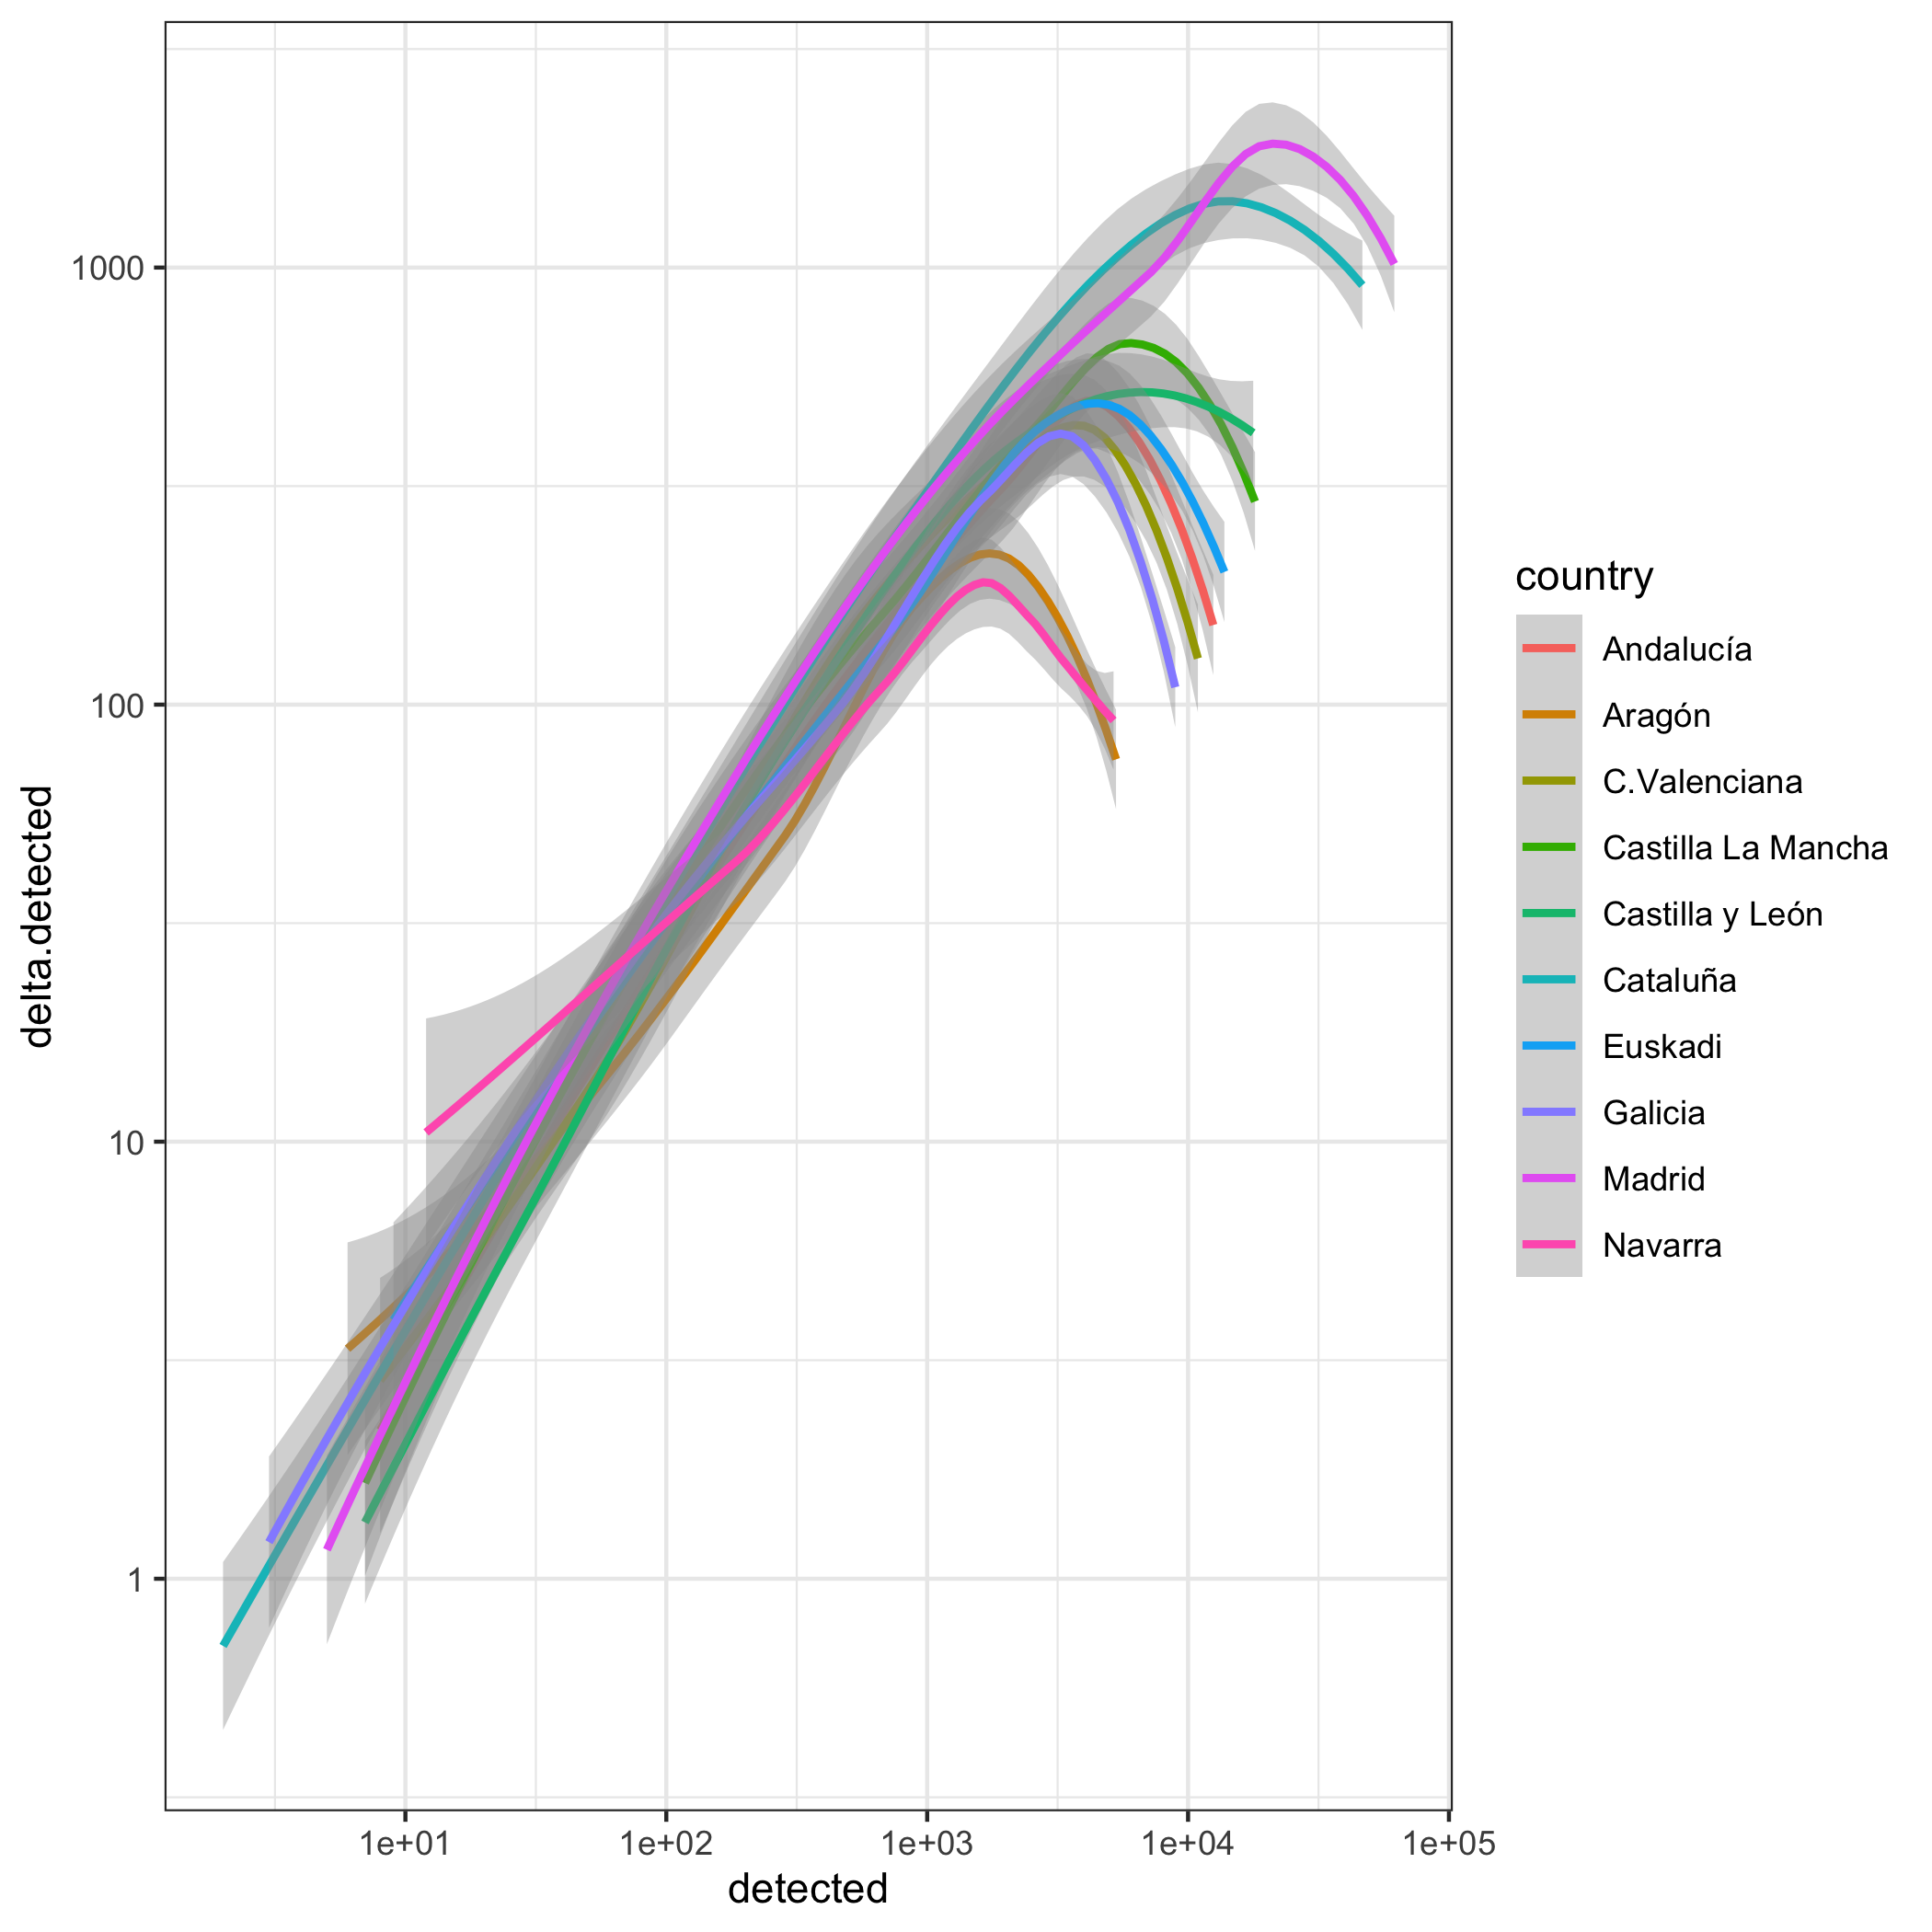 1000
100
10
1
delta.detected
1e+01
1e+02
1e+03
1e+04
1e+05
detected
country
Andalucía
Aragón
C.Valenciana
Castilla La Mancha
Castilla y León
Cataluña
Euskadi
Galicia
Madrid
Navarra